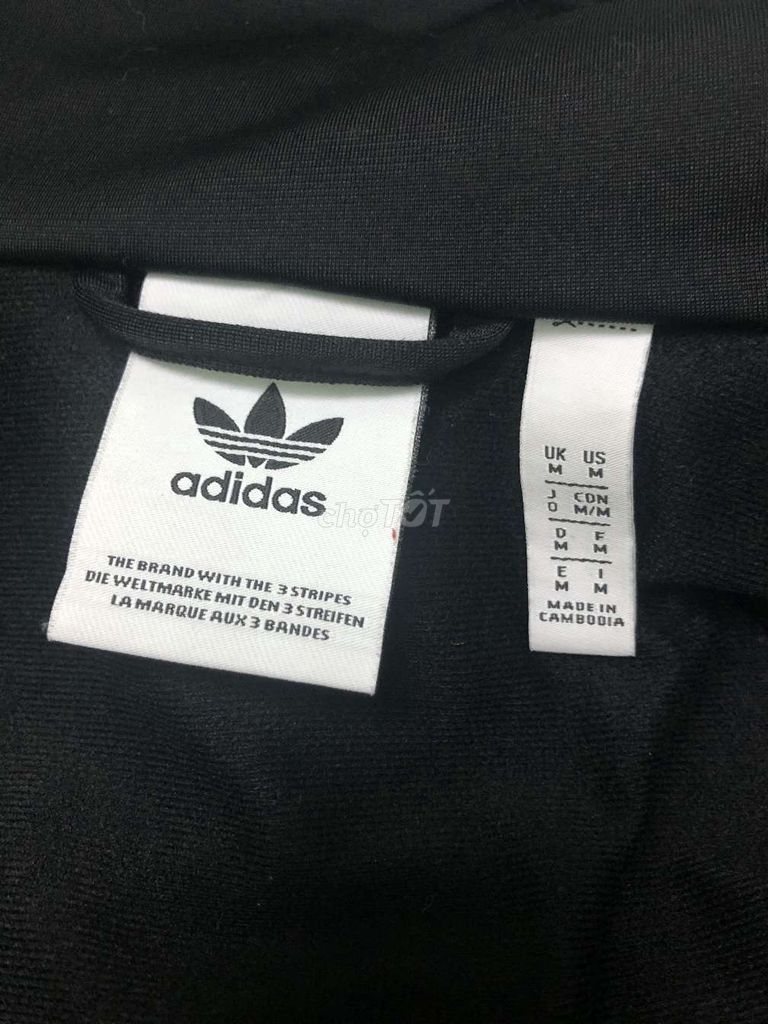 adidas
THE BRAND WITH THE 3 STRIPES
DIE WELTMARKE MIT DEN 3 STREIFEN
LA MARQUE AUX 3 BANDES
UK US
M M
J CDN
O M/M
D F
M M
E I
M M
MADE IN
CAMBODIA
chợTỐT